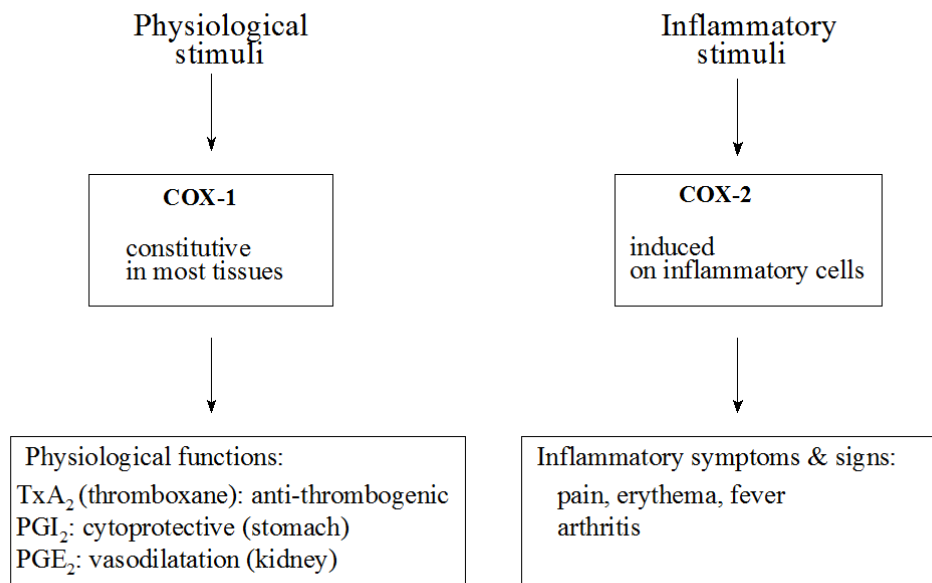 Physiological
stimuli
COX-1
constitutive
in most tissues
Physiological functions:
TxA₂ (thromboxane): anti-thrombogenic
PGI₂: cytoprotective (stomach)
PGE₂: vasodilatation (kidney)
Inflammatory
stimuli
COX-2
induced
on inflammatory cells
Inflammatory symptoms & signs:
pain, erythema, fever
arthritis